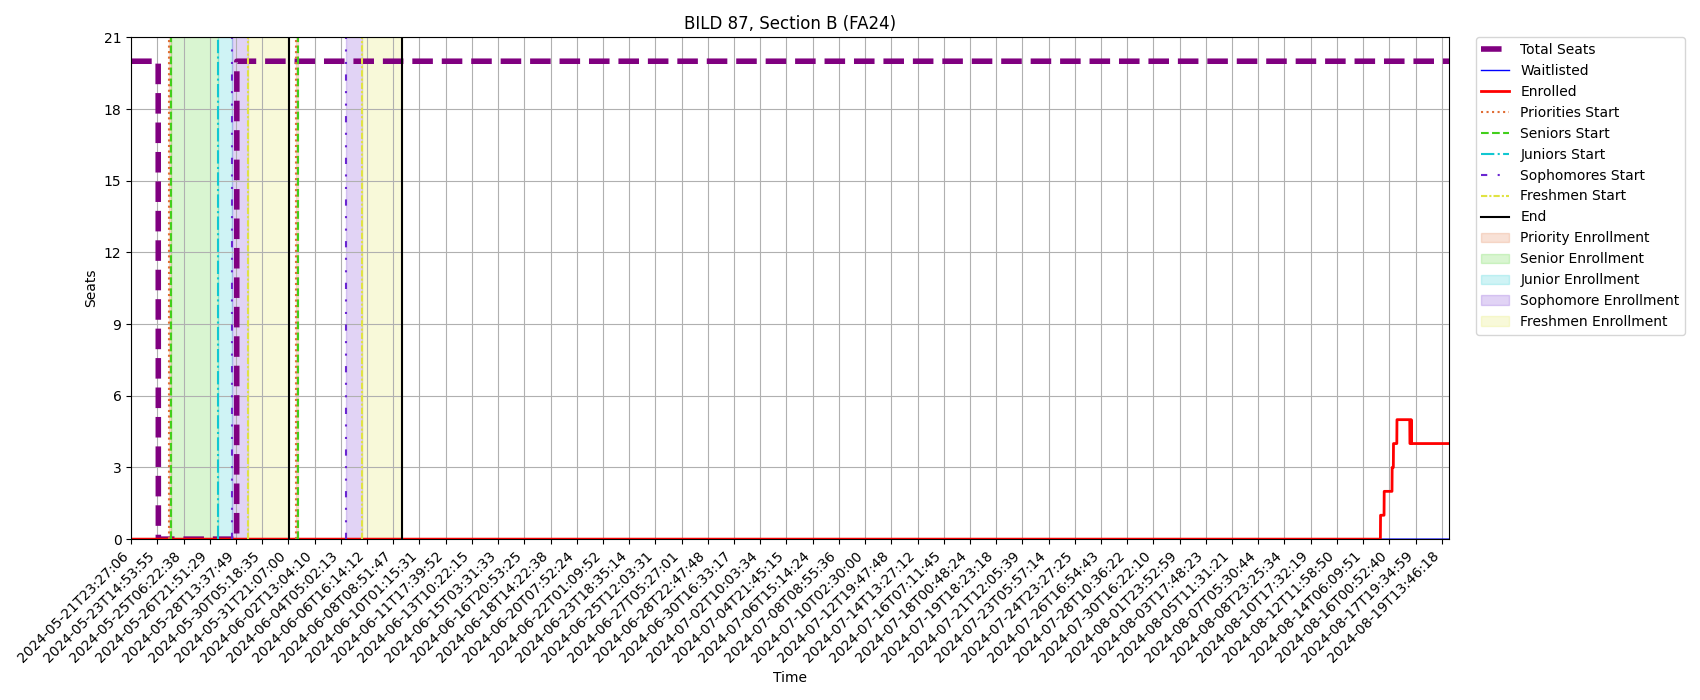 BILD 87, Section B (FA24)
Seats
21
18
15
12
9
6
3
0
2024-05-21T23:27:06
2024-05-23T14:53:55
2024-05-25T06:22:38
2024-05-26T21:51:29
2024-05-28T13:37:49
2024-05-30T05:18:35
2024-05-31T21:07:00
2024-06-02T13:04:10
2024-06-04T05:02:13
2024-06-06T16:14:12
2024-06-08T08:51:47
2024-06-10T01:15:31
2024-06-11T17:39:52
2024-06-13T10:22:15
2024-06-15T03:31:33
2024-06-16T20:53:25
2024-06-18T14:22:38
2024-06-20T07:52:24
2024-06-22T01:09:52
2024-06-23T18:35:14
2024-06-25T12:03:31
2024-06-27T05:27:01
2024-06-28T22:47:48
2024-06-30T16:33:17
2024-07-02T10:03:34
2024-07-04T21:45:15
2024-07-06T15:14:24
2024-07-08T08:55:36
2024-07-10T02:30:00
2024-07-12T19:47:48
2024-07-14T13:27:12
2024-07-16T07:11:45
2024-07-18T00:48:24
2024-07-19T18:23:18
2024-07-21T12:05:39
2024-07-23T05:57:14
2024-07-24T23:27:25
2024-07-26T16:54:43
2024-07-28T10:36:22
2024-07-30T16:22:10
2024-08-01T23:52:59
2024-08-03T17:48:23
2024-08-05T11:31:21
2024-08-07T05:30:44
2024-08-08T23:25:34
2024-08-10T17:32:19
2024-08-12T11:58:50
2024-08-14T06:09:51
2024-08-16T00:52:40
2024-08-17T19:34:59
2024-08-19T13:46:18
Time
Total Seats
Waitlisted
Enrolled
Priorities Start
Seniors Start
Juniors Start
Sophomores Start
Freshmen Start
End
Priority Enrollment
Senior Enrollment
Junior Enrollment
Sophomore Enrollment
Freshmen Enrollment